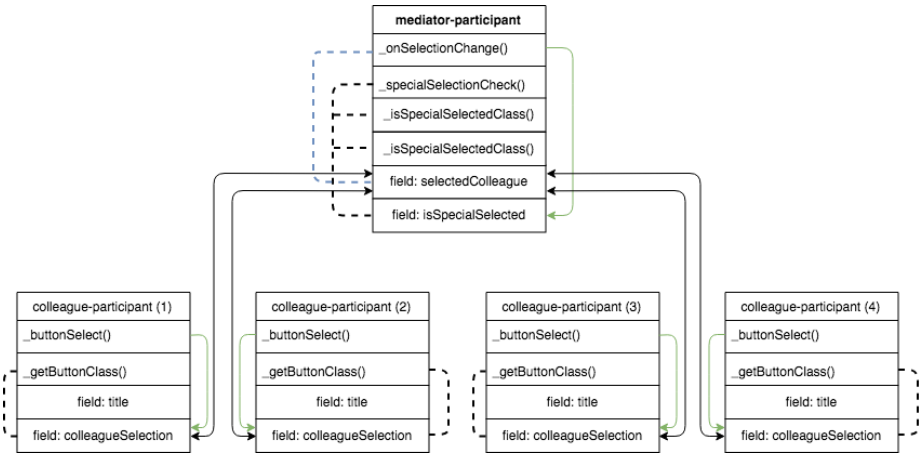 mediator-participant
_onSelectionChange()
_specialSelectionCheck()
_isSpecialSelectedClass()
_isSpecialSelectedClass()
field: selectedColleague
field: isSpecialSelected
colleague-participant (1)
_buttonSelect()
_getButtonClass()
field: title
field: colleagueSelection
colleague-participant (2)
_buttonSelect()
_getButtonClass()
field: title
field: colleagueSelection
colleague-participant (3)
_buttonSelect()
_getButtonClass()
field: title
field: colleagueSelection
colleague-participant (4)
_buttonSelect()
_getButtonClass()
field: title
field: colleagueSelection